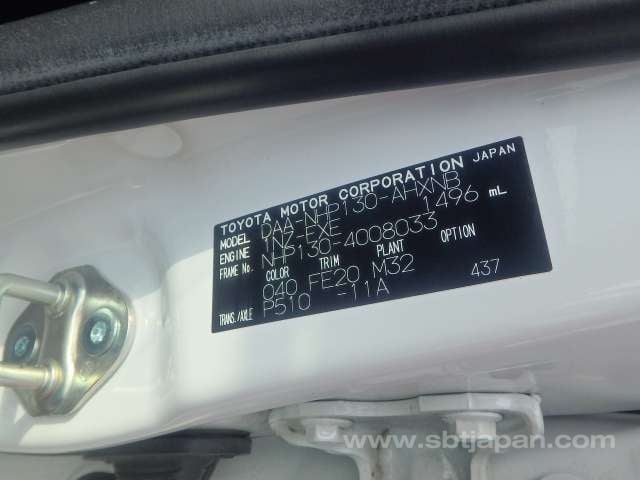 TOYOTA MOTOR CORPORATION JAPAN
MODEL DAA-NHP130-AHXNB
ENGINE 1NZ-EXE 1496 mL
FRAME No. NHP130-4008033
COLOR TRIM PLANT OPTION
040 FE20 M32
TRANS./AXLE P510 -11A 437
www.sbtjapan.com